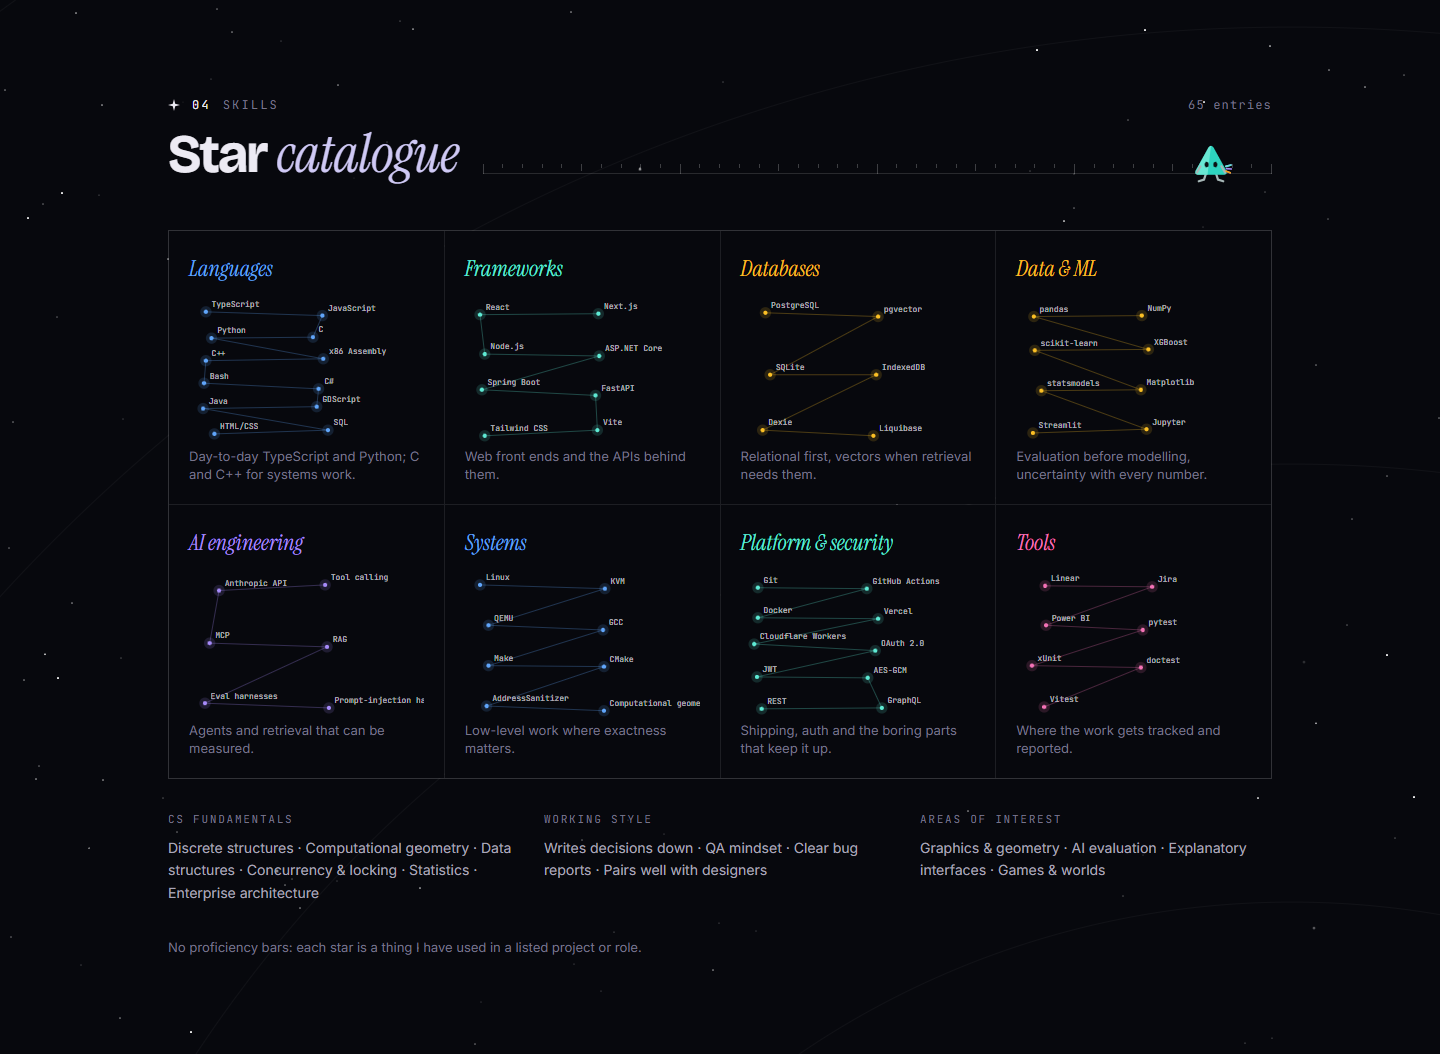 04 SKILLS
65 entries
Star catalogue
Languages
TypeScript
JavaScript
Python
C
C++
x86 Assembly
Bash
C#
Java
GDScript
HTML/CSS
SQL
Day-to-day TypeScript and Python; C
and C++ for systems work.
Frameworks
React
Next.js
Node.js
ASP.NET Core
Spring Boot
FastAPI
Tailwind CSS
Vite
Web front ends and the APIs behind
them.
Databases
PostgreSQL
pgvector
SQLite
IndexedDB
Dexie
Liquibase
Relational first, vectors when retrieval
needs them.
Data & ML
pandas
NumPy
scikit-learn
XGBoost
statsmodels
Matplotlib
Streamlit
Jupyter
Evaluation before modelling,
uncertainty with every number.
AI engineering
Anthropic API
Tool calling
MCP
RAG
Eval harnesses
Prompt-injection ha
Agents and retrieval that can be
measured.
Systems
Linux
KVM
QEMU
GCC
Make
CMake
AddressSanitizer
Computational geome
Low-level work where exactness
matters.
Platform & security
Git
GitHub Actions
Docker
Vercel
Cloudflare Workers
OAuth 2.0
JWT
AES-GCM
REST
GraphQL
Shipping, auth and the boring parts
that keep it up.
Tools
Linear
Jira
Power BI
pytest
xUnit
doctest
Vitest
Where the work gets tracked and
reported.
CS FUNDAMENTALS
Discrete structures · Computational geometry · Data
structures · Concurrency & locking · Statistics ·
Enterprise architecture
WORKING STYLE
Writes decisions down · QA mindset · Clear bug
reports · Pairs well with designers
AREAS OF INTEREST
Graphics & geometry · AI evaluation · Explanatory
interfaces · Games & worlds
No proficiency bars: each star is a thing I have used in a listed project or role.